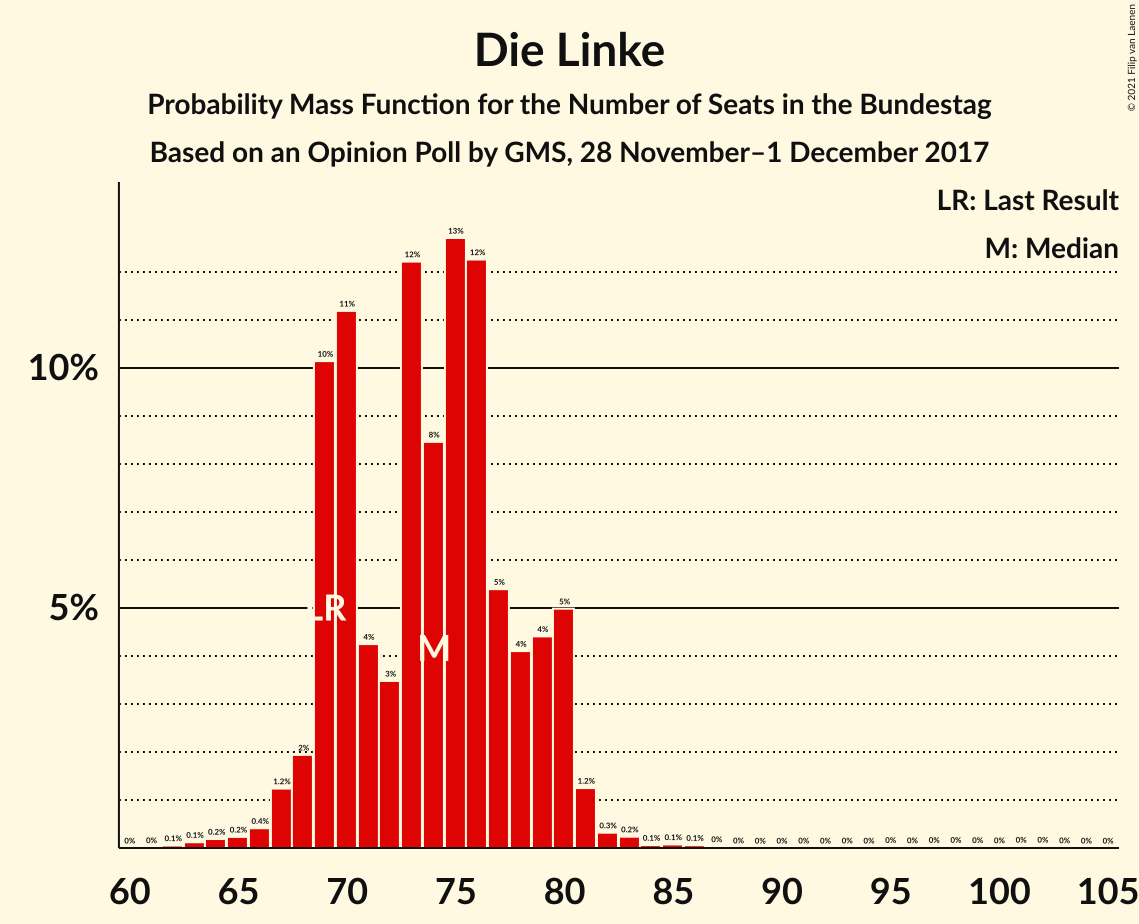 Die Linke
Probability Mass Function for the Number of Seats in the Bundestag
Based on an Opinion Poll by GMS, 28 November–1 December 2017
© 2021 Filip van Laenen
LR: Last Result
M: Median
10%
5%
0% 0% 0.1% 0.1% 0.2% 0.2% 0.4% 1.2% 2% 10% 11% 4% 3% 12% 8% 13% 12% 5% 4% 4% 5% 1.2% 0.3% 0.2% 0.1% 0.1% 0.1% 0% 0% 0% 0% 0% 0% 0% 0% 0% 0% 0% 0% 0% 0% 0% 0% 0% 0% 0%
LR
M
60 65 70 75 80 85 90 95 100 105